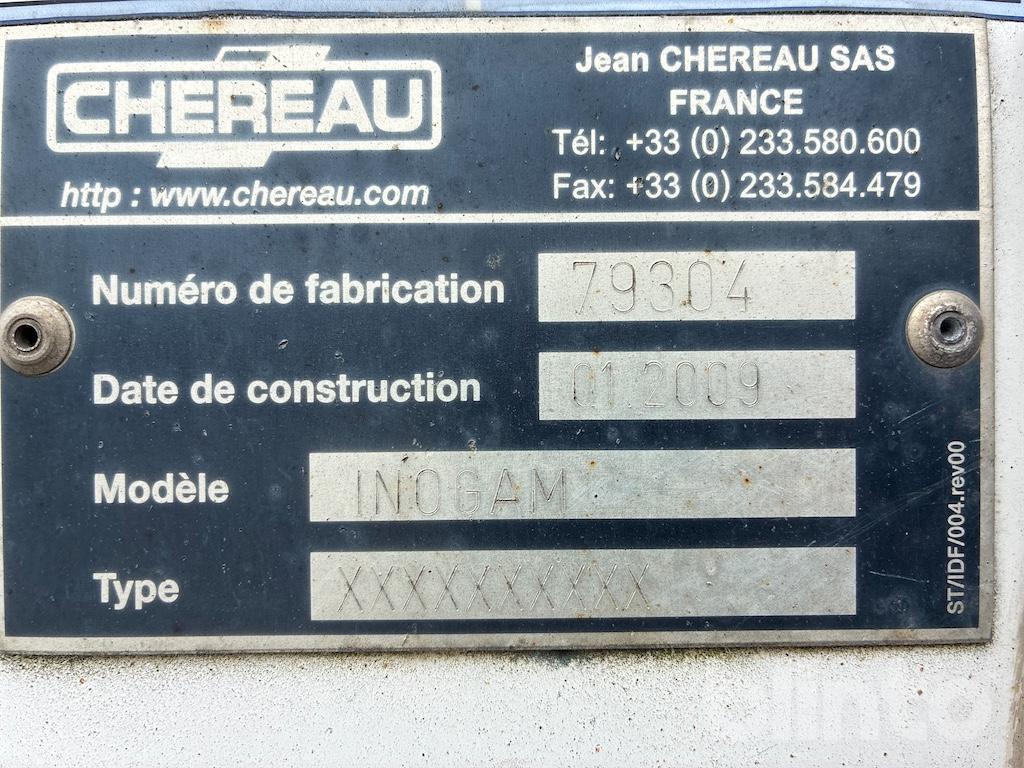 CHEREAU
http : www.chereau.com
Jean CHEREAU SAS
FRANCE
Tél: +33 (0) 233.580.600
Fax: +33 (0) 233.584.479
Numéro de fabrication 79304
Date de construction 01.2009
Modèle INOGAM
Type XXXXXXXXXX
ST/IDF/004.rev00
klinto